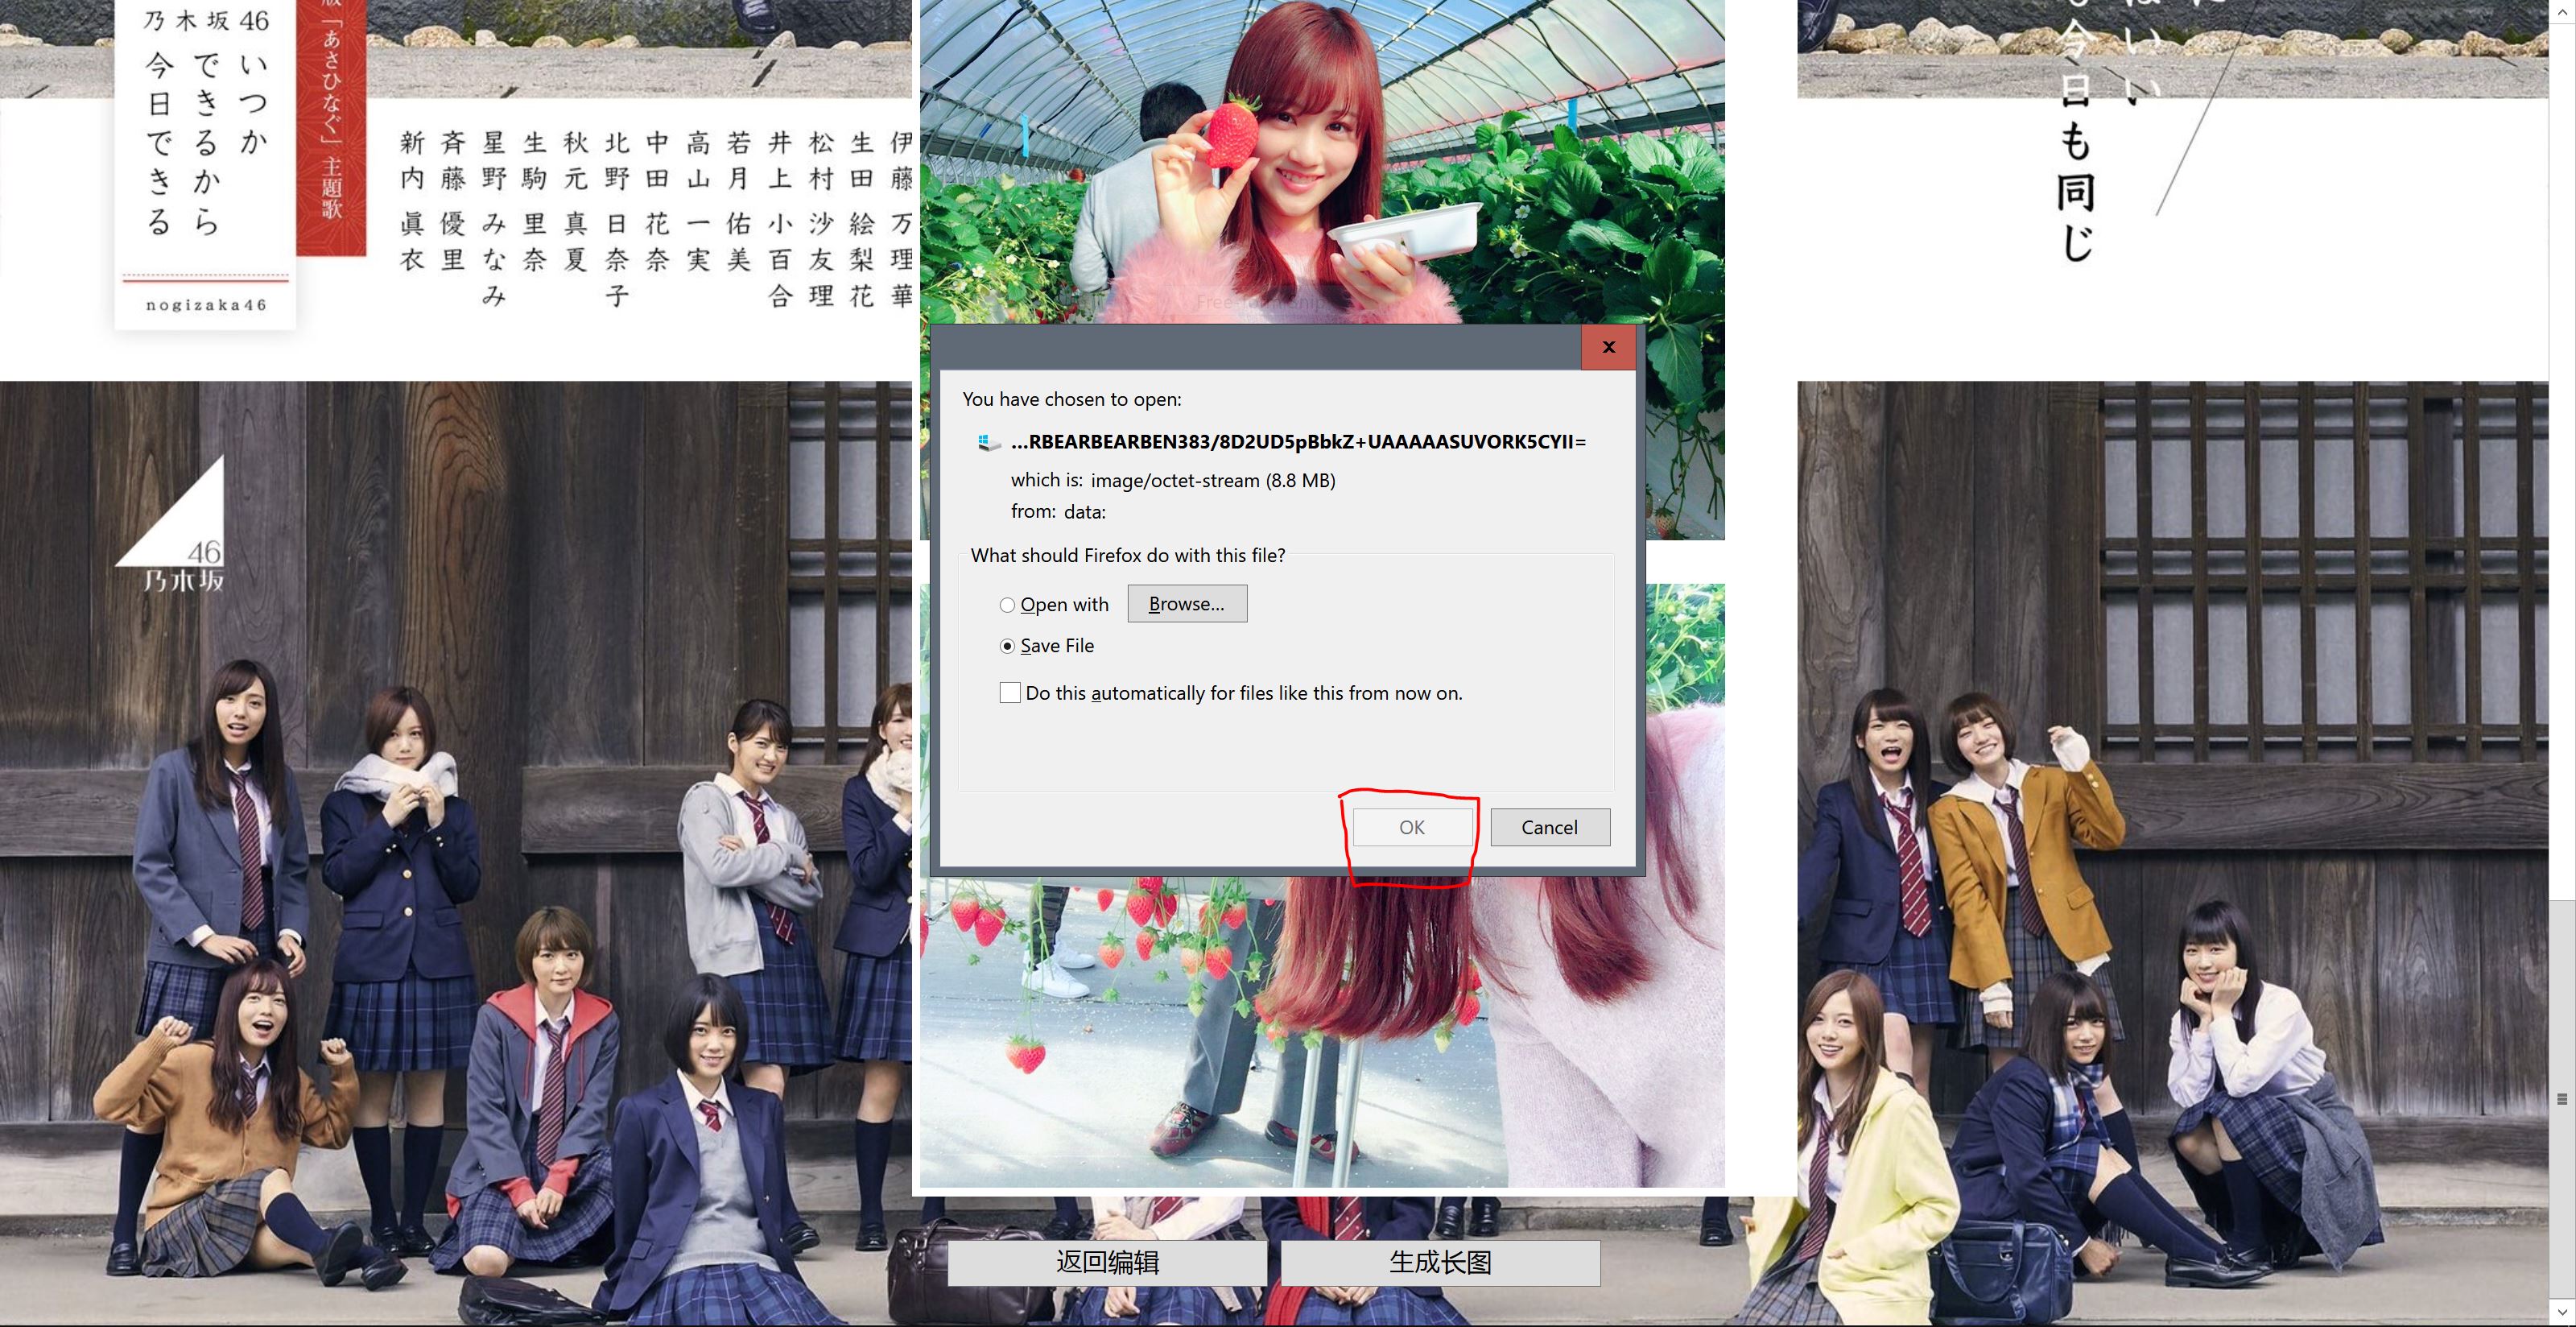 乃木坂46
いつか
できるから
今日できる
nogizaka46
「あさひなぐ」主題歌
伊藤 万理華
生田 絵梨花
松村 沙友理
井上 小百合
若月 佑美
高山 一実
中田 花奈
北野 日奈子
秋元 真夏
生駒 里奈
星野 みなみ
斉藤 優里
新内 眞衣
今日も同じ
46
乃木坂
x
You have chosen to open:
...RBEARBEARBEN383/8D2UD5pBbkZ+UAAAAASUVORK5CYII=
which is: image/octet-stream (8.8 MB)
from: data:
What should Firefox do with this file?
Open with
Browse...
Save File
Do this automatically for files like this from now on.
OK
Cancel
返回编辑
生成长图